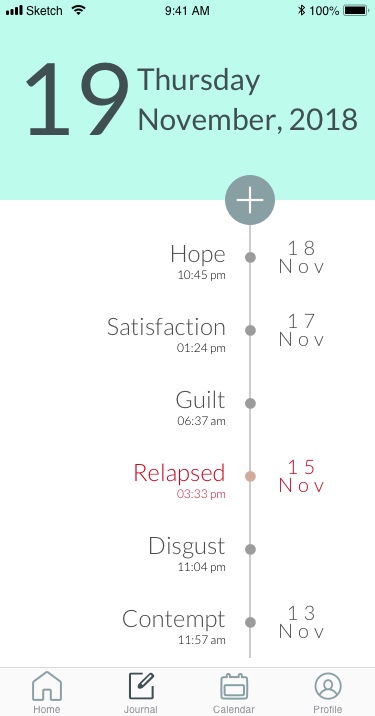 Sketch 9:41 AM 100%
19 Thursday
November, 2018
Hope 18
10:45 pm Nov
Satisfaction 17
01:24 pm Nov
Guilt
06:37 am
Relapsed 15
03:33 pm Nov
Disgust
11:04 pm
Contempt 13
11:57 am Nov
Home Journal Calendar Profile